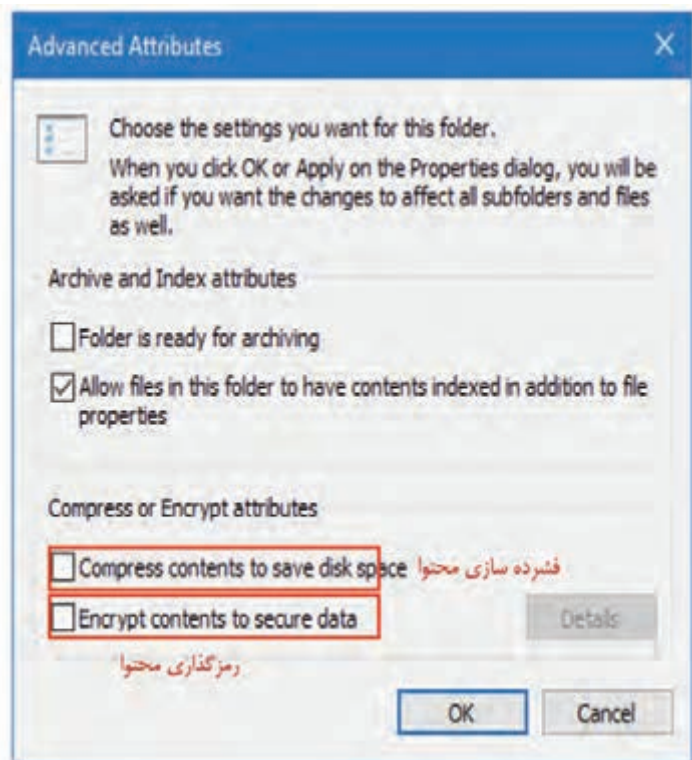 Advanced Attributes
Choose the settings you want for this folder.
When you click OK or Apply on the Properties dialog, you will be
asked if you want the changes to affect all subfolders and files
as well.
Archive and Index attributes
Folder is ready for archiving
Allow files in this folder to have contents indexed in addition to file
properties
Compress or Encrypt attributes
Compress contents to save disk space فشرده سازی محتوا
Encrypt contents to secure data Details
رمزگذاری محتوا
OK Cancel